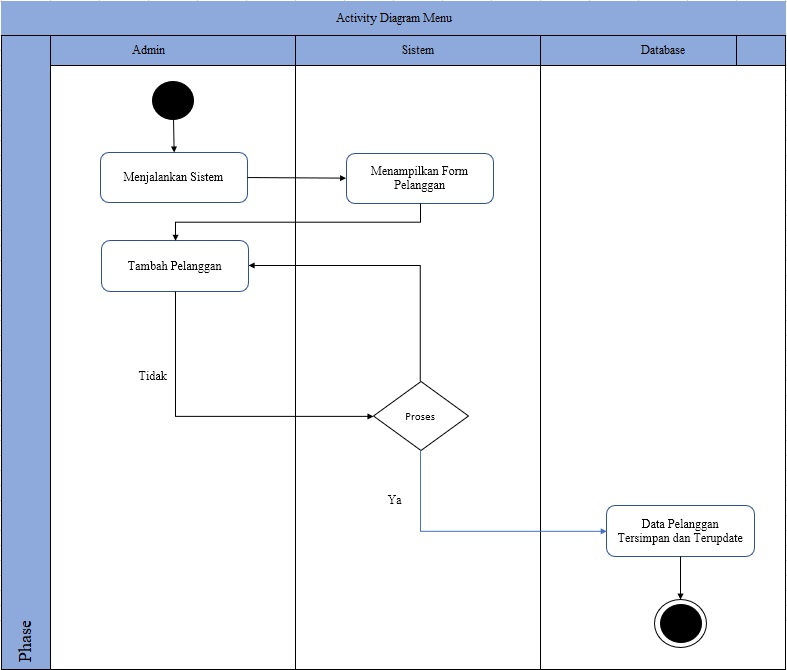 Activity Diagram Menu
Admin
Sistem
Database
Menjalankan Sistem
Menampilkan Form
Pelanggan
Tambah Pelanggan
Tidak
Proses
Ya
Data Pelanggan
Tersimpan dan Terupdate
Phase